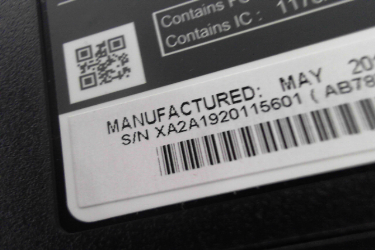 Contains
Contains IC : 
MANUFACTURED: MAY
S/N XA2A1920115601 (